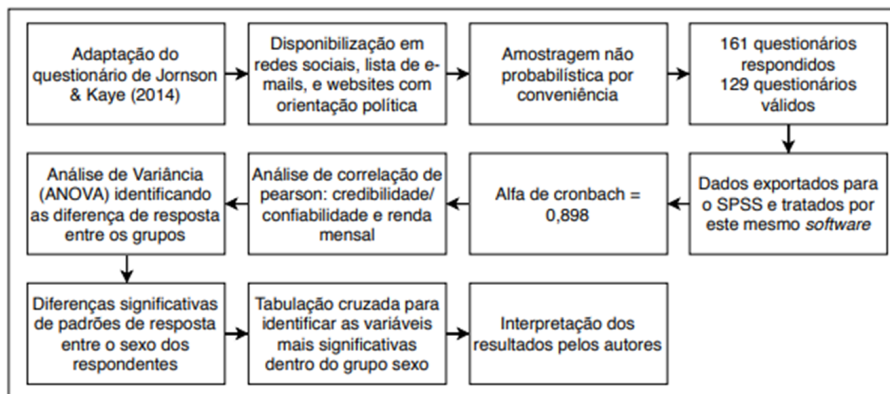 Adaptação do
questionário de Jornson
& Kaye (2014)
Disponibilização em
redes sociais, lista de e-
mails, e websites com
orientação política
Amostragem não
probabilística por
conveniência
161 questionários
respondidos
129 questionários
válidos
Dados exportados para
o SPSS e tratados por
este mesmo software
Alfa de cronbach =
0,898
Análise de correlação de
pearson: credibilidade/
confiabilidade e renda
mensal
Análise de Variância
(ANOVA) identificando
as diferença de resposta
entre os grupos
Diferenças significativas
de padrões de resposta
entre o sexo dos
respondentes
Tabulação cruzada para
identificar as variáveis
mais significativas
dentro do grupo sexo
Interpretação dos
resultados pelos autores